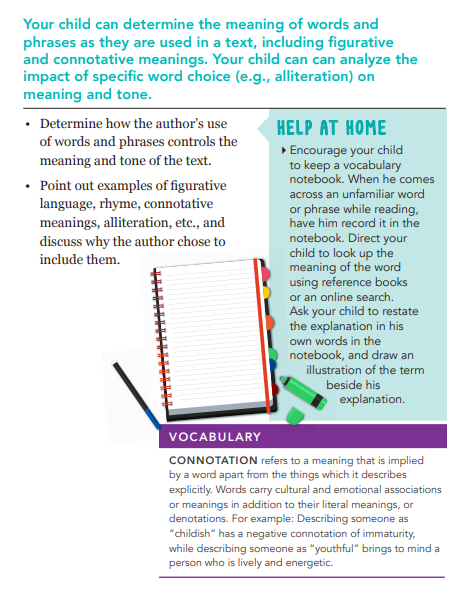 Your child can determine the meaning of words and
phrases as they are used in a text, including figurative
and connotative meanings. Your child can can analyze the
impact of specific word choice (e.g., alliteration) on
meaning and tone.
• Determine how the author's use
of words and phrases controls the
meaning and tone of the text.
• Point out examples of figurative
language, rhyme, connotative
meanings, alliteration, etc., and
discuss why the author chose to
include them.
HELP AT HOME
Encourage your child
to keep a vocabulary
notebook. When he comes
across an unfamiliar word
or phrase while reading,
have him record it in the
notebook. Direct your
child to look up the
meaning of the word
using reference books
or an online search.
Ask your child to restate
the explanation in his
own words in the
notebook, and draw an
illustration of the term
beside his
explanation.
VOCABULARY
CONNOTATION refers to a meaning that is implied
by a word apart from the things which it describes
explicitly. Words carry cultural and emotional associations
or meanings in addition to their literal meanings, or
denotations. For example: Describing someone as
"childish" has a negative connotation of immaturity,
while describing someone as "youthful" brings to mind a
person who is lively and energetic.